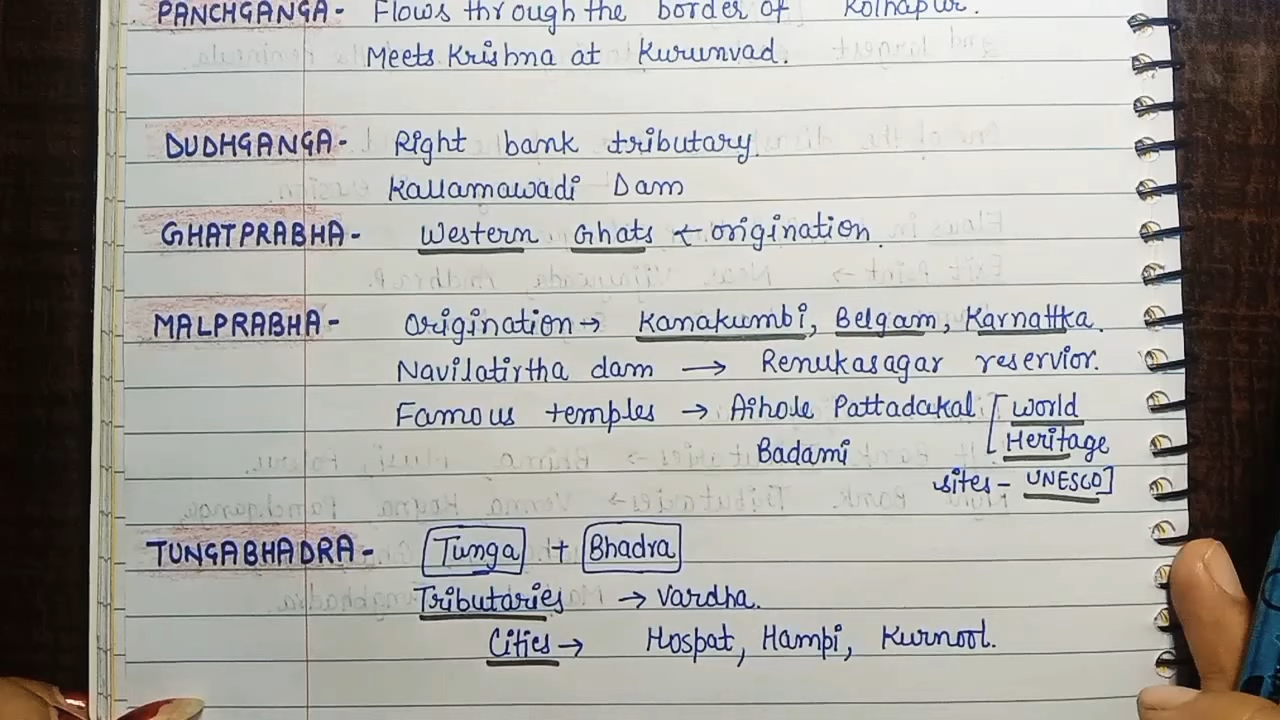 PANCHGANGA- Flows through the border of Kolhapur.
Meets Krishna at Kurunvad.
DUDHGANGA- Right bank tributary.
Kallamawadi Dam
GHATPRABHA- Western Ghats ← origination.
MALPRABHA- Origination → Kanakumbi, Belgam, Karnatka.
Navilatirtha dam → Renukasagar reservior.
Famous temples → Aihole Pattadakal [World
Badami Heritage
sites - UNESCO]
TUNGABHADRA- Tunga + Bhadra
Tributaries → Vardha.
Cities → Hospat, Hampi, Kurnool.